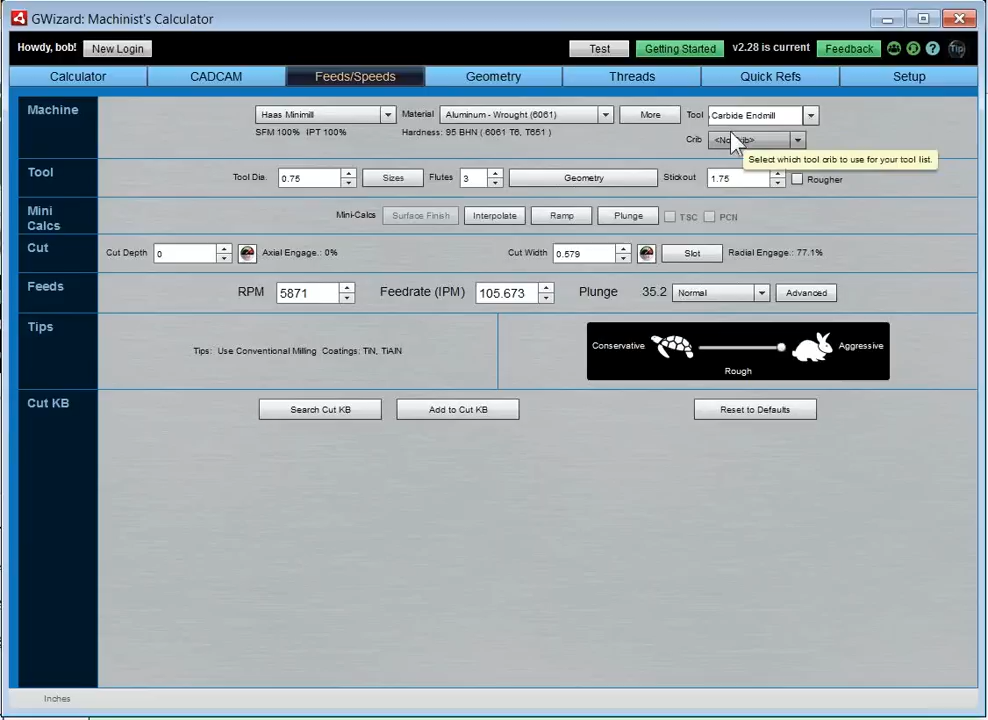 GWizard: Machinist's Calculator
Howdy, bob! New Login Test Getting Started v2.28 is current Feedback ? Tip
Calculator CADCAM Feeds/Speeds Geometry Threads Quick Refs Setup
Machine
Haas Minimill Material Aluminum - Wrought (6061) More Tool Carbide Endmill
SFM 100% IPT 100% Hardness: 95 BHN ( 6061 T6, T651 )
Crib
Select which tool crib to use for your tool list.
Tool
Tool Dia. 0.75 Sizes Flutes 3 Geometry Stickout 1.75 Rougher
Mini
Calcs
Mini-Calcs Surface Finish Interpolate Ramp Plunge TSC PCN
Cut
Cut Depth 0 Axial Engage.: 0% Cut Width 0.579 Slot Radial Engage.: 77.1%
Feeds
RPM 5871 Feedrate (IPM) 105.673 Plunge 35.2 Normal Advanced
Tips
Tips: Use Conventional Milling Coatings: TiN, TiAlN
Conservative Aggressive
Rough
Cut KB
Search Cut KB Add to Cut KB Reset to Defaults
Inches